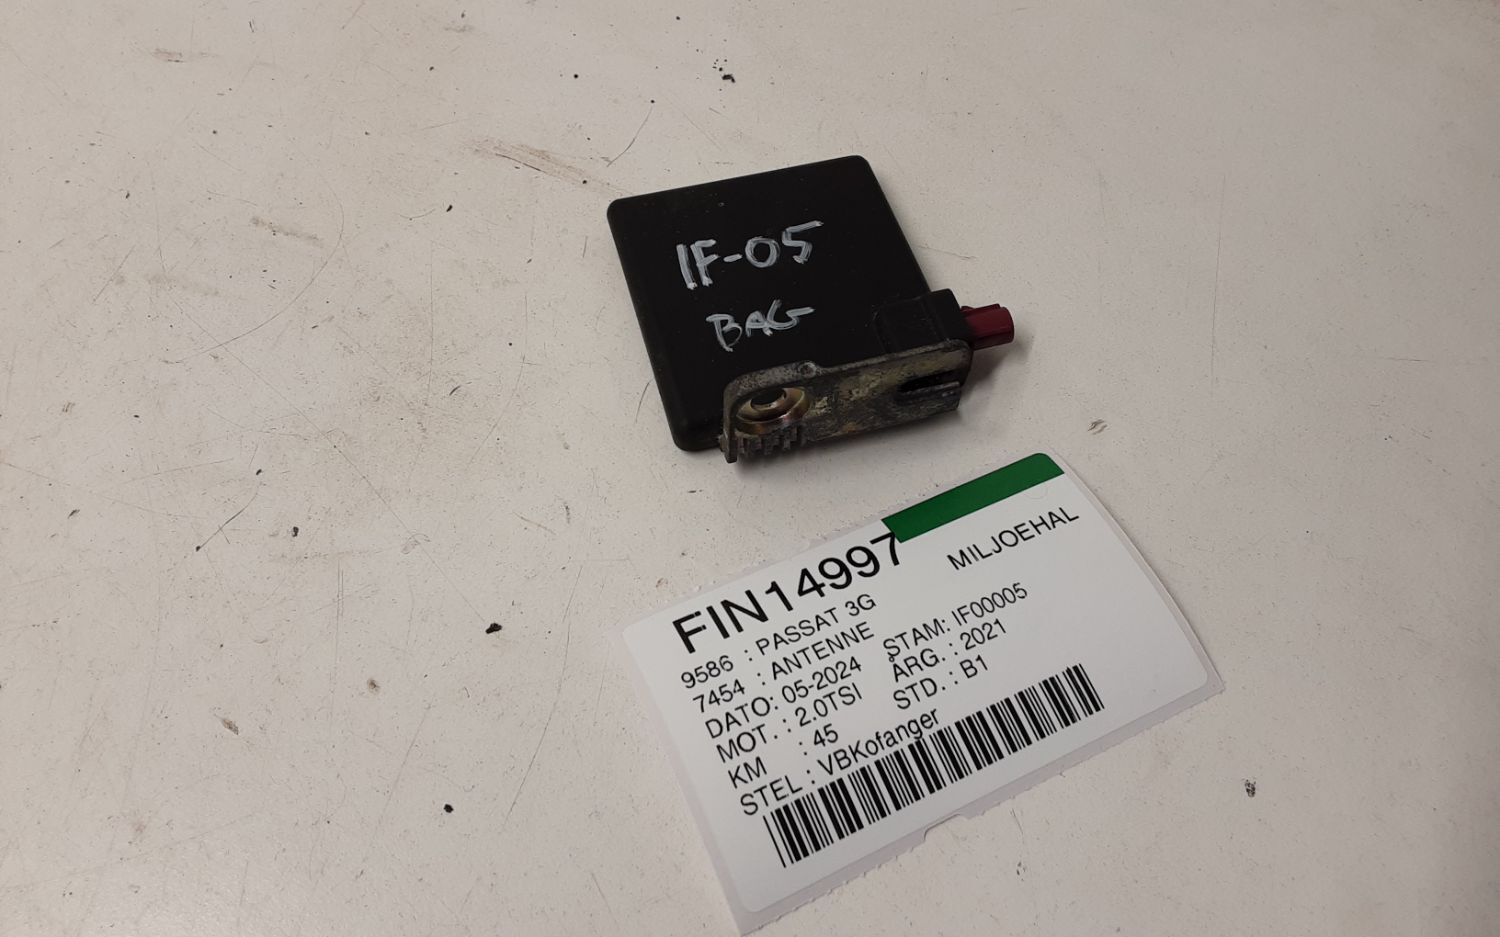 IF-05
BAG
FIN14997
MILJOEHAL
9586 : PASSAT 3G
7454 : ANTENNE
DATO: 05-2024 STAM: IF00005
MOT. : 2.0TSI ÅRG. : 2021
KM : 45 STD. : B1
STEL : VBKofanger